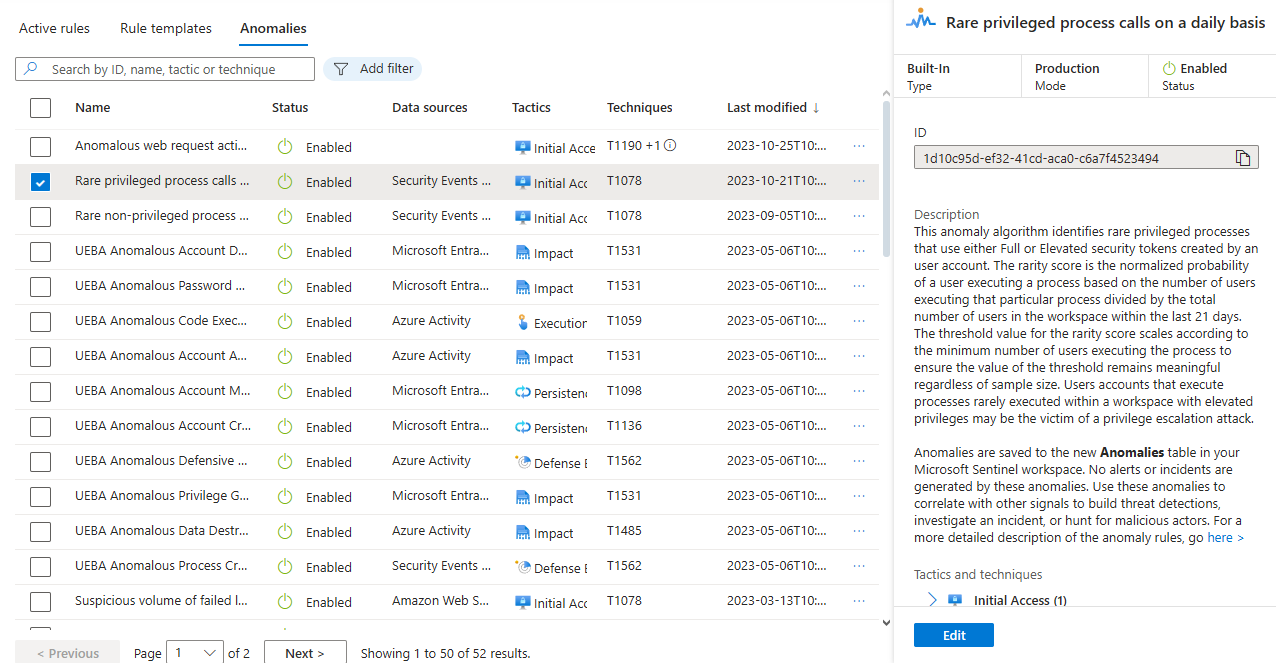 Active rules Rule templates Anomalies
Search by ID, name, tactic or technique Add filter
Name Status Data sources Tactics Techniques Last modified ↓
Anomalous web request acti... Enabled Initial Acce T1190 +1 2023-10-25T10:... ...
Rare privileged process calls ... Enabled Security Events ... Initial Acc T1078 2023-10-21T10:... ...
Rare non-privileged process ... Enabled Security Events ... Initial Acc T1078 2023-09-05T10:... ...
UEBA Anomalous Account D... Enabled Microsoft Entra... Impact T1531 2023-05-06T10:... ...
UEBA Anomalous Password ... Enabled Microsoft Entra... Impact T1531 2023-05-06T10:... ...
UEBA Anomalous Code Exec... Enabled Azure Activity Execution T1059 2023-05-06T10:... ...
UEBA Anomalous Account A... Enabled Azure Activity Impact T1531 2023-05-06T10:... ...
UEBA Anomalous Account M... Enabled Microsoft Entra... Persistenc T1098 2023-05-06T10:... ...
UEBA Anomalous Account Cr... Enabled Microsoft Entra... Persistenc T1136 2023-05-06T10:... ...
UEBA Anomalous Defensive ... Enabled Azure Activity Defense E T1562 2023-05-06T10:... ...
UEBA Anomalous Privilege G... Enabled Microsoft Entra... Impact T1531 2023-05-06T10:... ...
UEBA Anomalous Data Destr... Enabled Azure Activity Impact T1485 2023-05-06T10:... ...
UEBA Anomalous Process Cr... Enabled Security Events ... Defense E T1562 2023-05-06T10:... ...
Suspicious volume of failed l... Enabled Amazon Web S... Initial Acc T1078 2023-03-13T10:... ...
< Previous Page 1 of 2 Next > Showing 1 to 50 of 52 results.
Rare privileged process calls on a daily basis
Built-In Production Enabled
Type Mode Status
ID
1d10c95d-ef32-41cd-aca0-c6a7f4523494
Description
This anomaly algorithm identifies rare privileged processes
that use either Full or Elevated security tokens created by an
user account. The rarity score is the normalized probability
of a user executing a process based on the number of users
executing that particular process divided by the total
number of users in the workspace within the last 21 days.
The threshold value for the rarity score scales according to
the minimum number of users executing the process to
ensure the value of the threshold remains meaningful
regardless of sample size. Users accounts that execute
processes rarely executed within a workspace with elevated
privileges may be the victim of a privilege escalation attack.
Anomalies are saved to the new Anomalies table in your
Microsoft Sentinel workspace. No alerts or incidents are
generated by these anomalies. Use these anomalies to
correlate with other signals to build threat detections,
investigate an incident, or hunt for malicious actors. For a
more detailed description of the anomaly rules, go here >
Tactics and techniques
Initial Access (1)
Edit